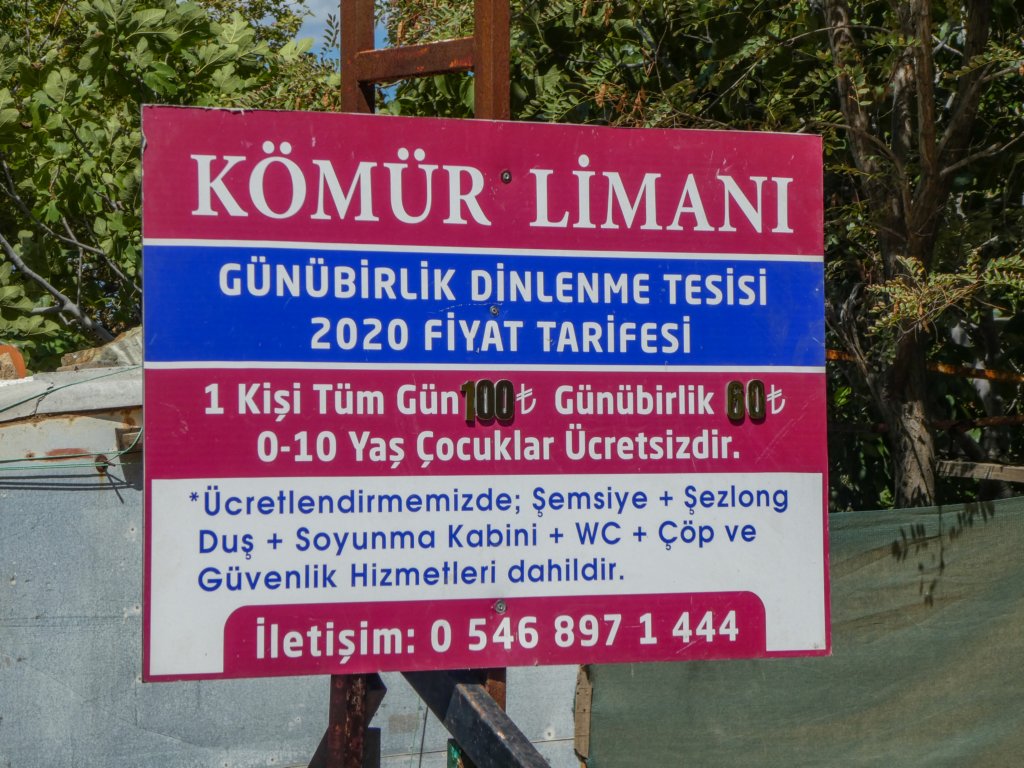 KÖMÜR LİMANI
GÜNÜBİRLİK DİNLENME TESİSİ
2020 FİYAT TARİFESİ
1 Kişi Tüm Gün 100₺ Günübirlik 60₺
0-10 Yaş Çocuklar Ücretsizdir.
*Ücretlendirmemizde; Şemsiye + Şezlong
Duş + Soyunma Kabini + WC + Çöp ve
Güvenlik Hizmetleri dahildir.
İletişim: 0 546 897 1 444